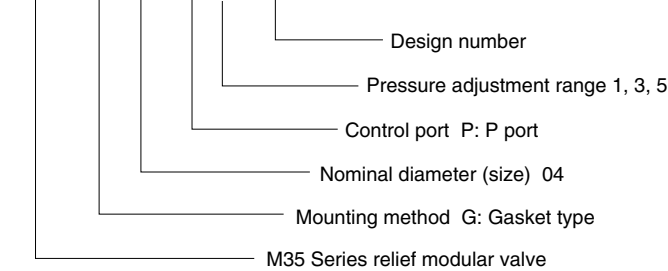 Design number
Pressure adjustment range 1, 3, 5
Control port  P: P port
Nominal diameter (size)  04
Mounting method  G: Gasket type
M35 Series relief modular valve